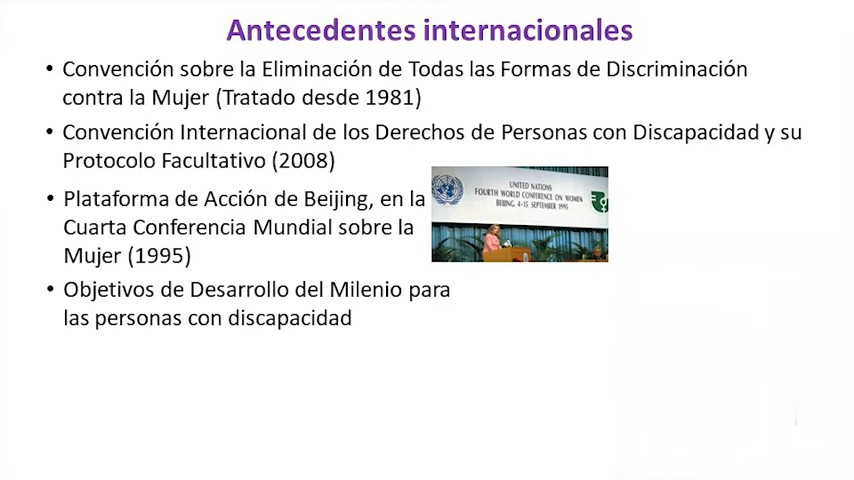 Antecedentes internacionales
• Convención sobre la Eliminación de Todas las Formas de Discriminación
contra la Mujer (Tratado desde 1981)
• Convención Internacional de los Derechos de Personas con Discapacidad y su
Protocolo Facultativo (2008)
• Plataforma de Acción de Beijing, en la
Cuarta Conferencia Mundial sobre la
Mujer (1995)
UNITED NATIONS
FOURTH WORLD CONFERENCE ON WOMEN
BEIJING, 4-15 SEPTEMBER 1995
• Objetivos de Desarrollo del Milenio para
las personas con discapacidad